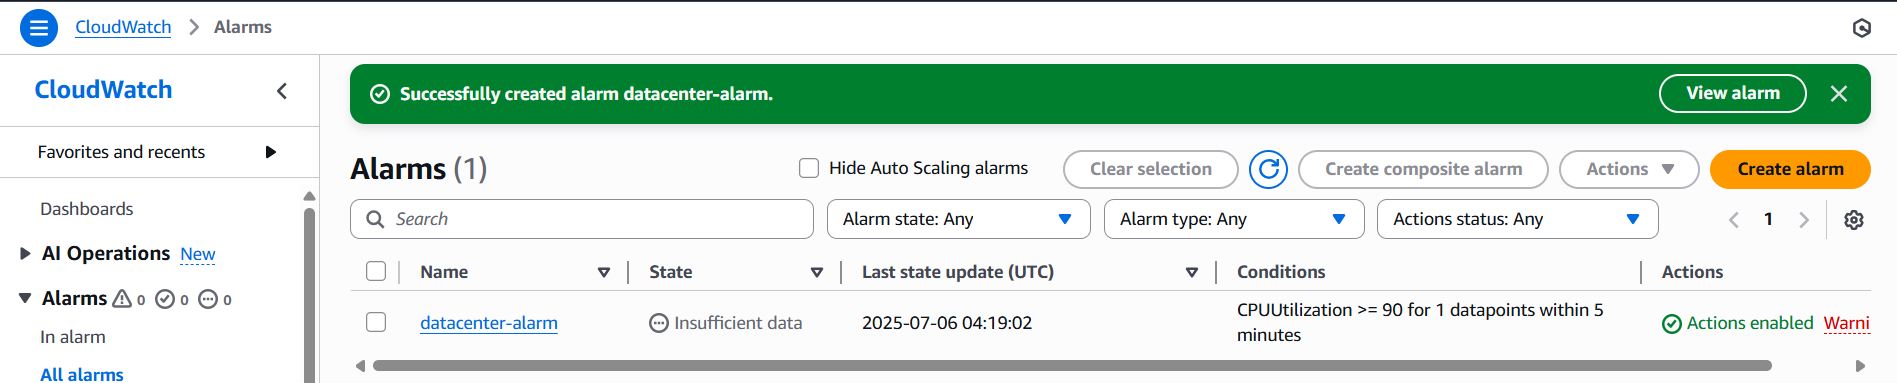 CloudWatch > Alarms
CloudWatch
Favorites and recents
Dashboards
AI Operations New
Alarms 0 0 0
In alarm
All alarms
Successfully created alarm datacenter-alarm. View alarm
Alarms (1) Hide Auto Scaling alarms Clear selection Create composite alarm Actions Create alarm
Search Alarm state: Any Alarm type: Any Actions status: Any 1
Name State Last state update (UTC) Conditions Actions
datacenter-alarm Insufficient data 2025-07-06 04:19:02 CPUUtilization >= 90 for 1 datapoints within 5
minutes Actions enabled Warni